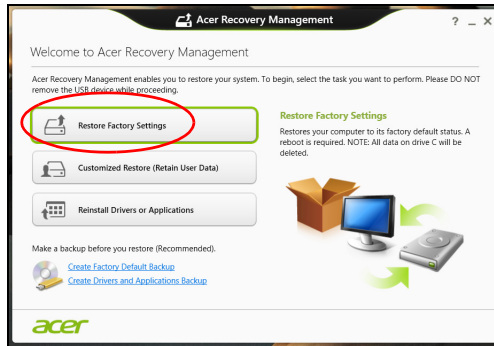 Acer Recovery Management
? _ X
Welcome to Acer Recovery Management
Acer Recovery Management enables you to restore your system. To begin, select the task you want to perform. Please DO NOT
remove the USB device while proceeding.
Restore Factory Settings
Customized Restore (Retain User Data)
Reinstall Drivers or Applications
Restore Factory Settings
Restores your computer to its factory default status. A
reboot is required. NOTE: All data on drive C will be
deleted.
Make a backup before you restore (Recommended).
Create Factory Default Backup
Create Drivers and Applications Backup
acer